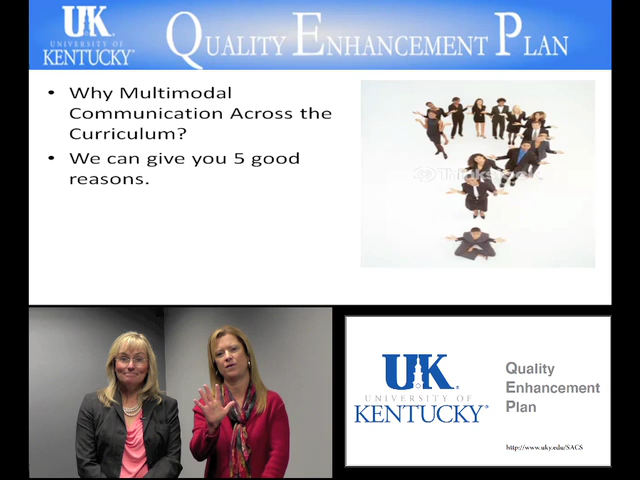 UK
UNIVERSITY OF
KENTUCKY
QUALITY ENHANCEMENT PLAN
• Why Multimodal
Communication Across the
Curriculum?
• We can give you 5 good
reasons.
UK
UNIVERSITY OF
KENTUCKY
Quality
Enhancement
Plan
http://www.uky.edu/SACS